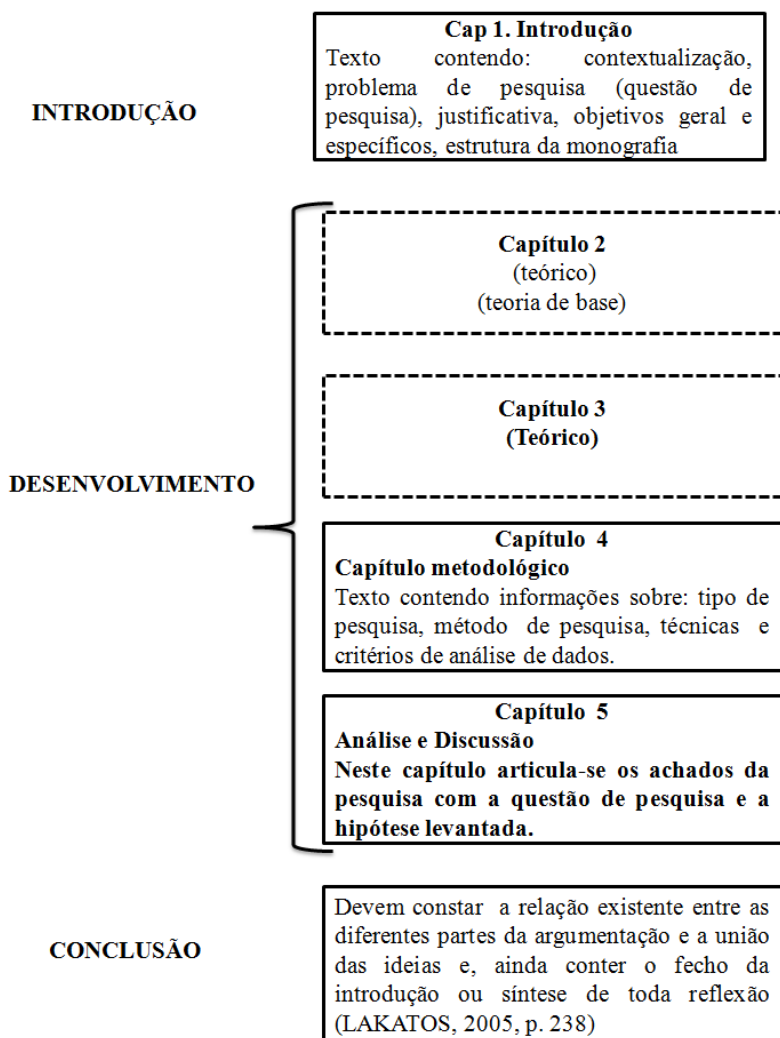 Cap 1. Introdução
Texto contendo: contextualização,
problema de pesquisa (questão de
pesquisa), justificativa, objetivos geral e
específicos, estrutura da monografia
INTRODUÇÃO
Capítulo 2
(teórico)
(teoria de base)
Capítulo 3
(Teórico)
DESENVOLVIMENTO
Capítulo 4
Capítulo metodológico
Texto contendo informações sobre: tipo de
pesquisa, método de pesquisa, técnicas e
critérios de análise de dados.
Capítulo 5
Análise e Discussão
Neste capítulo articula-se os achados da
pesquisa com a questão de pesquisa e a
hipótese levantada.
CONCLUSÃO
Devem constar a relação existente entre as
diferentes partes da argumentação e a união
das ideias e, ainda conter o fecho da
introdução ou síntese de toda reflexão
(LAKATOS, 2005, p. 238)